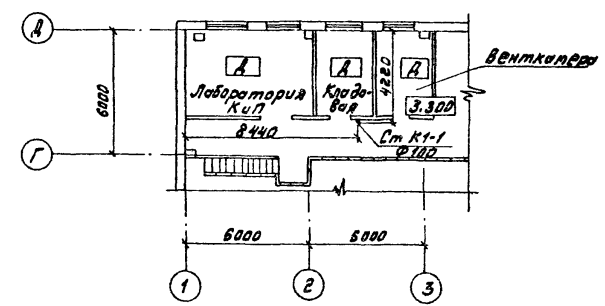 Д
Д
Д
Д
Венткамера
6000
4220
Лаборатория
КиП
Кладо-
вая
3.300
8440
Ст К1-1
Ф100
Г
6000
6000
1
2
3